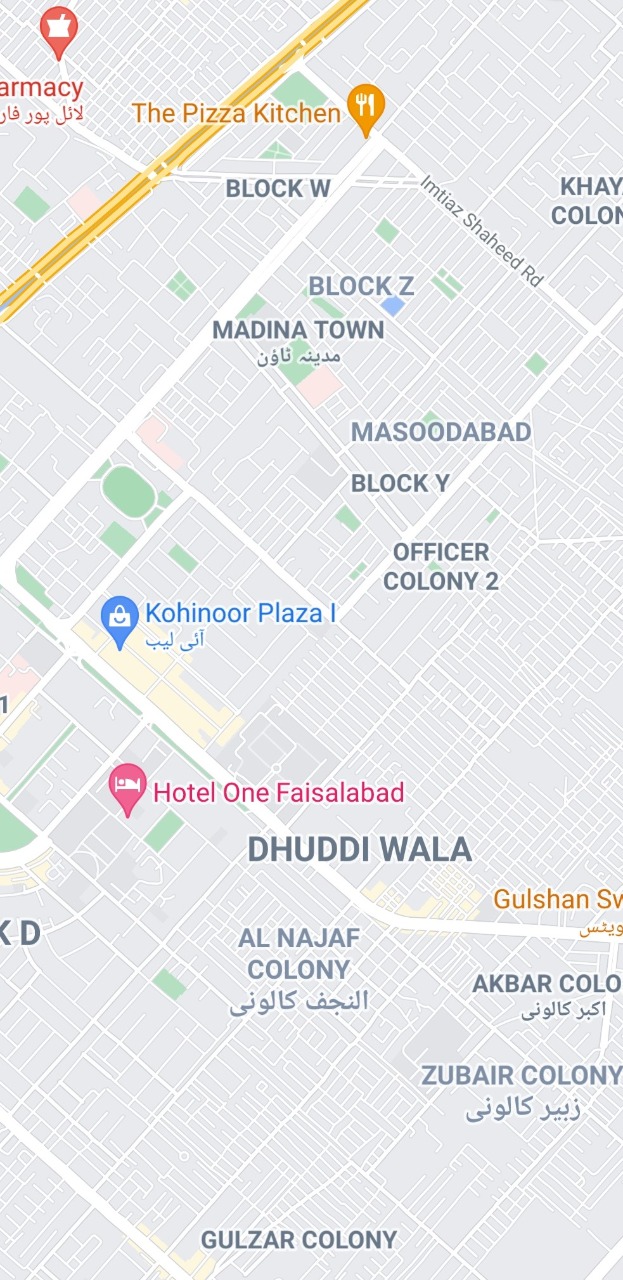 armacy
لائل پور فار
The Pizza Kitchen
BLOCK W
KHAY
COLON
Imtiaz Shaheed Rd
BLOCK Z
MADINA TOWN
مدینہ ٹاؤن
MASOODABAD
BLOCK Y
OFFICER
COLONY 2
Kohinoor Plaza I
آئی لیب
1
Hotel One Faisalabad
DHUDDI WALA
Gulshan Sw
ویٹس
K D
AL NAJAF
COLONY
النجف کالونی
AKBAR COLO
اکبر کالونی
ZUBAIR COLONY
زبیر کالونی
GULZAR COLONY